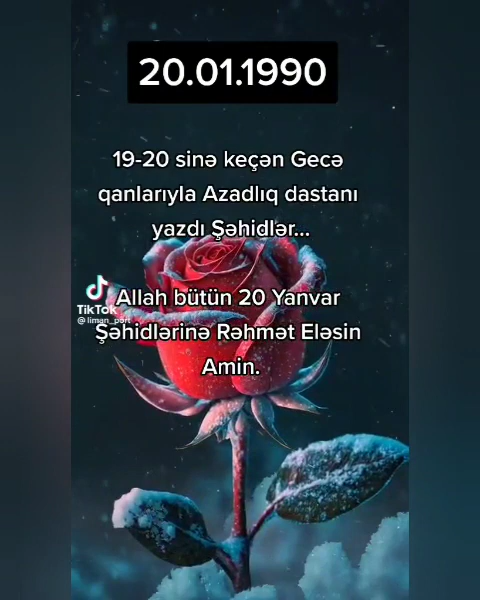 20.01.1990
19-20 sinə keçən Gecə
qanlarıyla Azadlıq dastanı
yazdı Şəhidlər...
Allah bütün 20 Yanvar
Şəhidlərinə Rəhmət Eləsin
Amin.
TikTok
@liman_port